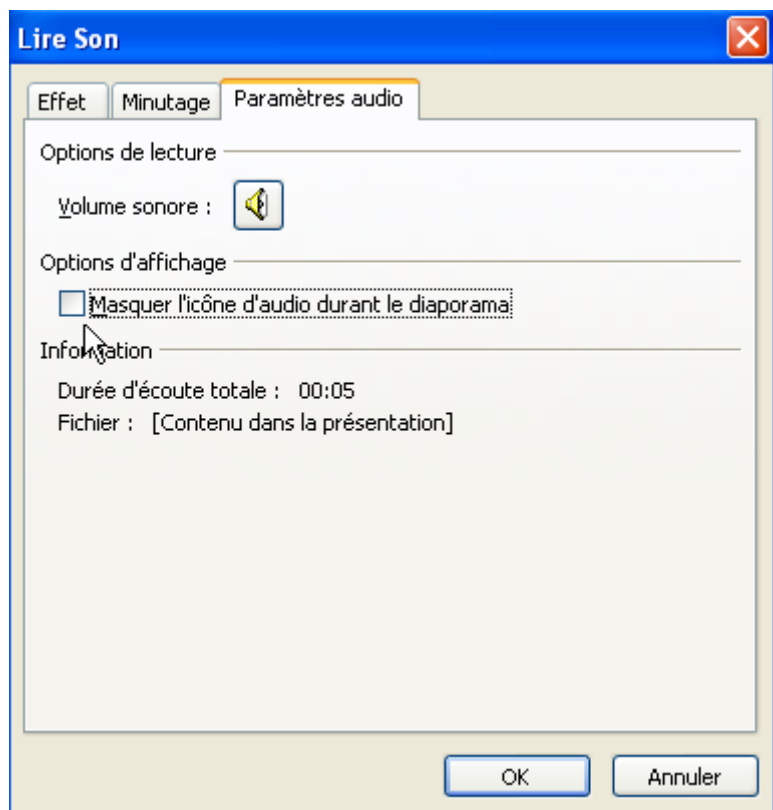 Lire Son
Effet Minutage Paramètres audio
Options de lecture
Volume sonore :
Options d'affichage
Masquer l'icône d'audio durant le diaporama
Information
Durée d'écoute totale : 00:05
Fichier : [Contenu dans la présentation]
OK Annuler